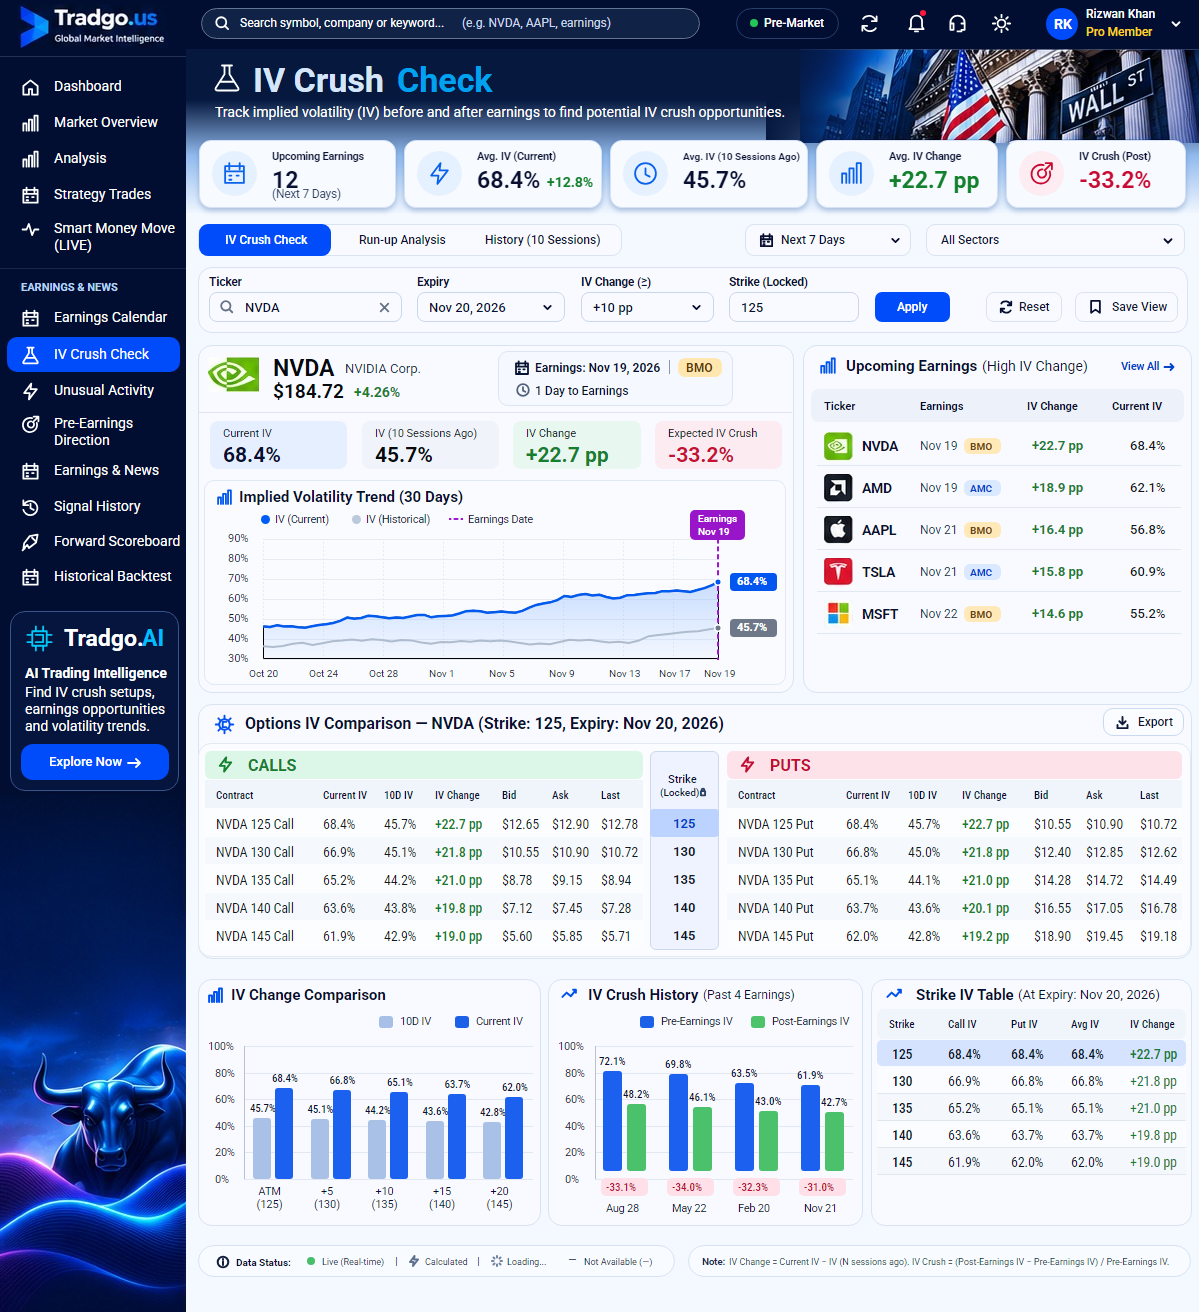 Tradgo.us
Global Market Intelligence
Search symbol, company or keyword... (e.g. NVDA, AAPL, earnings)
Pre-Market
RK
Rizwan Khan
Pro Member
Dashboard
Market Overview
Analysis
Strategy Trades
Smart Money Move
(LIVE)
EARNINGS & NEWS
Earnings Calendar
IV Crush Check
Unusual Activity
Pre-Earnings
Direction
Earnings & News
Signal History
Forward Scoreboard
Historical Backtest
Tradgo.AI
AI Trading Intelligence
Find IV crush setups,
earnings opportunities
and volatility trends.
Explore Now →
IV Crush Check
Track implied volatility (IV) before and after earnings to find potential IV crush opportunities.
WALL ST
Upcoming Earnings
12
(Next 7 Days)
Avg. IV (Current)
68.4% +12.8%
Avg. IV (10 Sessions Ago)
45.7%
Avg. IV Change
+22.7 pp
IV Crush (Post)
-33.2%
IV Crush Check
Run-up Analysis
History (10 Sessions)
Next 7 Days
All Sectors
Ticker
NVDA
Expiry
Nov 20, 2026
IV Change (≥)
+10 pp
Strike (Locked)
125
Apply
Reset
Save View
NVDA NVIDIA Corp.
$184.72 +4.26%
Earnings: Nov 19, 2026 | BMO
1 Day to Earnings
Current IV
68.4%
IV (10 Sessions Ago)
45.7%
IV Change
+22.7 pp
Expected IV Crush
-33.2%
Implied Volatility Trend (30 Days)
IV (Current) IV (Historical) Earnings Date
Earnings
Nov 19
90%
80%
70%
60%
50%
40%
30%
68.4%
45.7%
Oct 20 Oct 24 Oct 28 Nov 1 Nov 5 Nov 9 Nov 13 Nov 17 Nov 19
Upcoming Earnings (High IV Change) View All →
Ticker Earnings IV Change Current IV
NVDA Nov 19 BMO +22.7 pp 68.4%
AMD Nov 19 AMC +18.9 pp 62.1%
AAPL Nov 21 BMO +16.4 pp 56.8%
TSLA Nov 21 AMC +15.8 pp 60.9%
MSFT Nov 22 BMO +14.6 pp 55.2%
Options IV Comparison — NVDA (Strike: 125, Expiry: Nov 20, 2026)
Export
CALLS
Strike
(Locked)
PUTS
Contract Current IV 10D IV IV Change Bid Ask Last Contract Current IV 10D IV IV Change Bid Ask Last
NVDA 125 Call 68.4% 45.7% +22.7 pp $12.65 $12.90 $12.78 125 NVDA 125 Put 68.4% 45.7% +22.7 pp $10.55 $10.90 $10.72
NVDA 130 Call 66.9% 45.1% +21.8 pp $10.55 $10.90 $10.72 130 NVDA 130 Put 66.8% 45.0% +21.8 pp $12.40 $12.85 $12.62
NVDA 135 Call 65.2% 44.2% +21.0 pp $8.78 $9.15 $8.94 135 NVDA 135 Put 65.1% 44.1% +21.0 pp $14.28 $14.72 $14.49
NVDA 140 Call 63.6% 43.8% +19.8 pp $7.12 $7.45 $7.28 140 NVDA 140 Put 63.7% 43.6% +20.1 pp $16.55 $17.05 $16.78
NVDA 145 Call 61.9% 42.9% +19.0 pp $5.60 $5.85 $5.71 145 NVDA 145 Put 62.0% 42.8% +19.2 pp $18.90 $19.45 $19.18
IV Change Comparison
10D IV Current IV
100%
80%
60%
40%
20%
0%
45.7% 68.4% 45.1% 66.8% 44.2% 65.1% 43.6% 63.7% 42.8% 62.0%
ATM +5 +10 +15 +20
(125) (130) (135) (140) (145)
IV Crush History (Past 4 Earnings)
Pre-Earnings IV Post-Earnings IV
100%
80%
60%
40%
20%
0%
72.1% 48.2% 69.8% 46.1% 63.5% 43.0% 61.9% 42.7%
-33.1% -34.0% -32.3% -31.0%
Aug 28 May 22 Feb 20 Nov 21
Strike IV Table (At Expiry: Nov 20, 2026)
Strike Call IV Put IV Avg IV IV Change
125 68.4% 68.4% 68.4% +22.7 pp
130 66.9% 66.8% 66.8% +21.8 pp
135 65.2% 65.1% 65.1% +21.0 pp
140 63.6% 63.7% 63.7% +19.8 pp
145 61.9% 62.0% 62.0% +19.0 pp
Data Status: Live (Real-time) | Calculated | Loading... — Not Available (—)
Note: IV Change = Current IV − IV (N sessions ago). IV Crush = (Post-Earnings IV − Pre-Earnings IV) / Pre-Earnings IV.